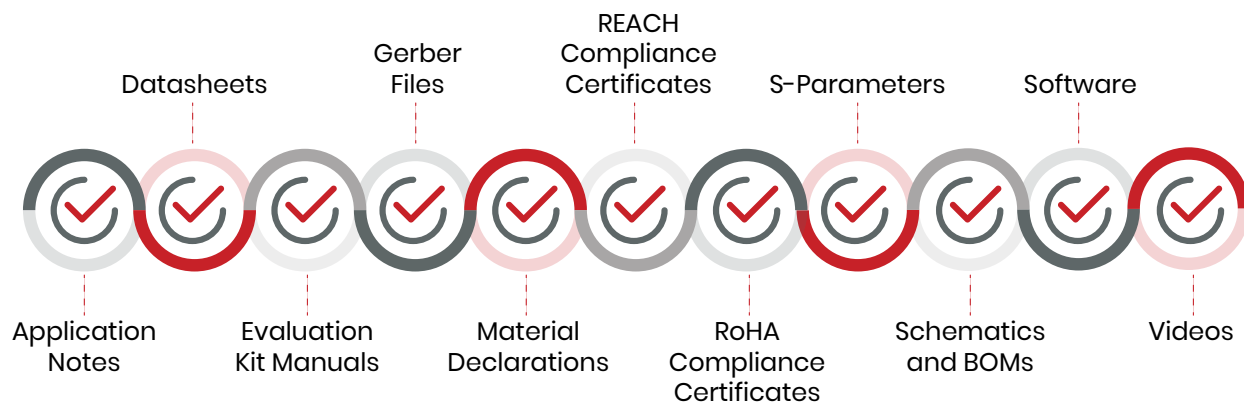 Application
Notes
Datasheets
Evaluation
Kit Manuals
Gerber
Files
Material
Declarations
REACH
Compliance
Certificates
RoHA
Compliance
Certificates
S-Parameters
Schematics
and BOMs
Software
Videos